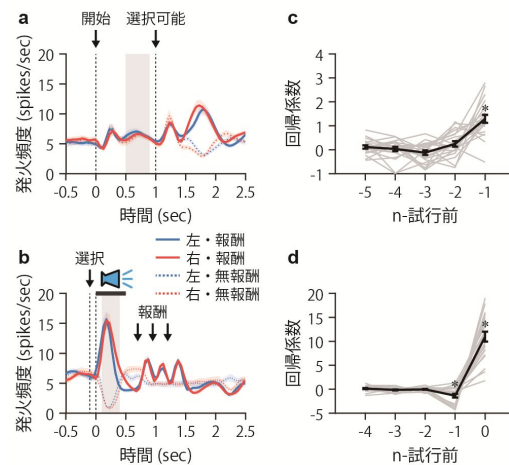 a
開始 選択可能
発火頻度 (spikes/sec)
20
15
10
5
0
-0.5 0 0.5 1 1.5 2 2.5
時間 (sec)
c
回帰係数
4
3
2
1
0
-1
*
-5 -4 -3 -2 -1
n-試行前
b
選択
左・報酬
右・報酬
左・無報酬
右・無報酬
報酬
発火頻度 (spikes/sec)
20
15
10
5
0
-0.5 0 0.5 1 1.5 2 2.5
時間 (sec)
d
回帰係数
20
15
10
5
0
-5
* *
-4 -3 -2 -1 0
n-試行前